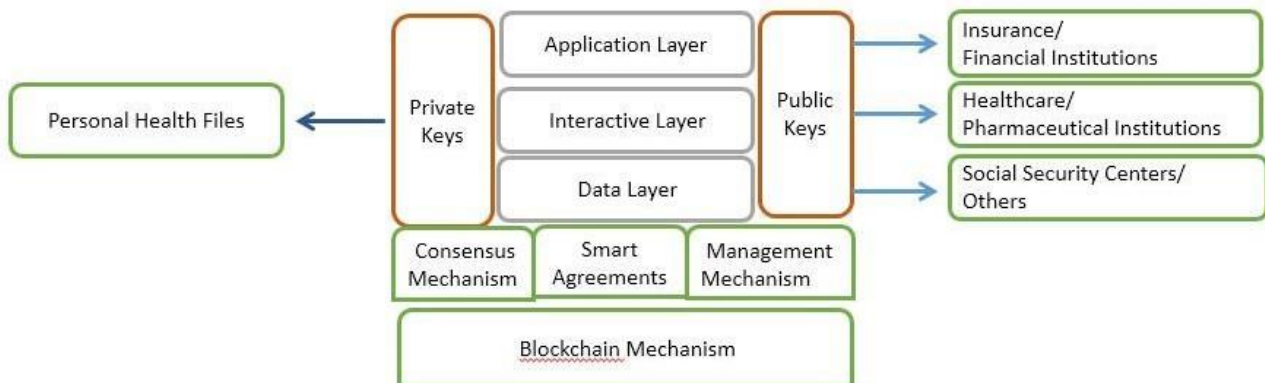 Personal Health Files
Private
Keys
Application Layer
Interactive Layer
Data Layer
Public
Keys
Insurance/
Financial Institutions
Healthcare/
Pharmaceutical Institutions
Social Security Centers/
Others
Consensus
Mechanism
Smart
Agreements
Management
Mechanism
Blockchain Mechanism